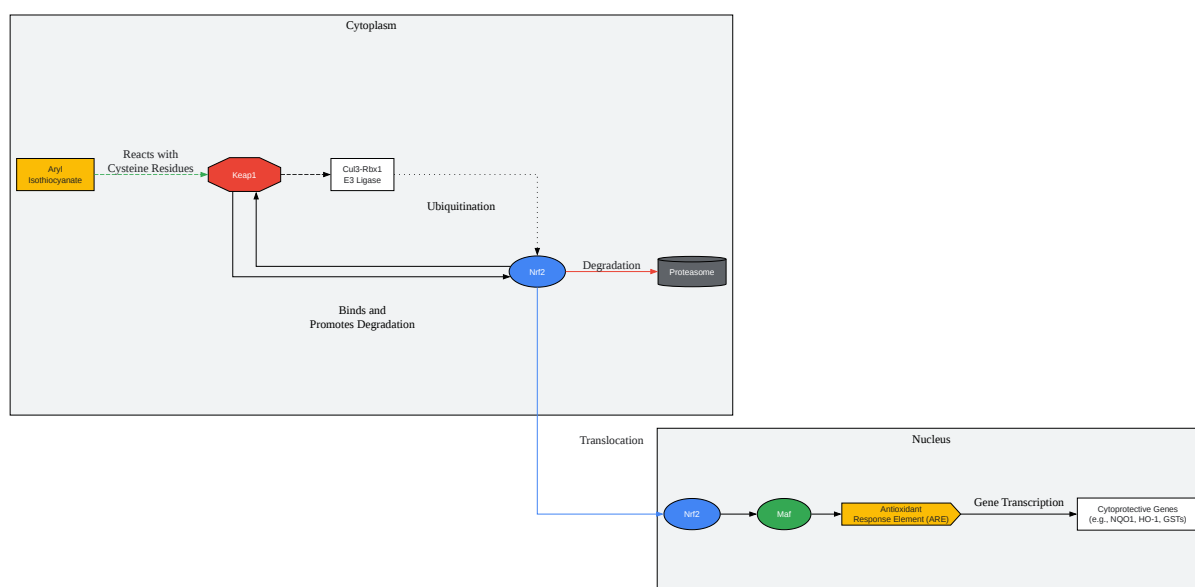 Cytoplasm
Reacts with
Cysteine Residues
Aryl
Isothiocyanate
Keap1
Cul3-Rbx1
E3 Ligase
Ubiquitination
Nrf2
Degradation
Proteasome
Binds and
Promotes Degradation
Translocation
Nucleus
Nrf2
Maf
Antioxidant
Response Element (ARE)
Gene Transcription
Cytoprotective Genes
(e.g., NQO1, HO-1, GSTs)